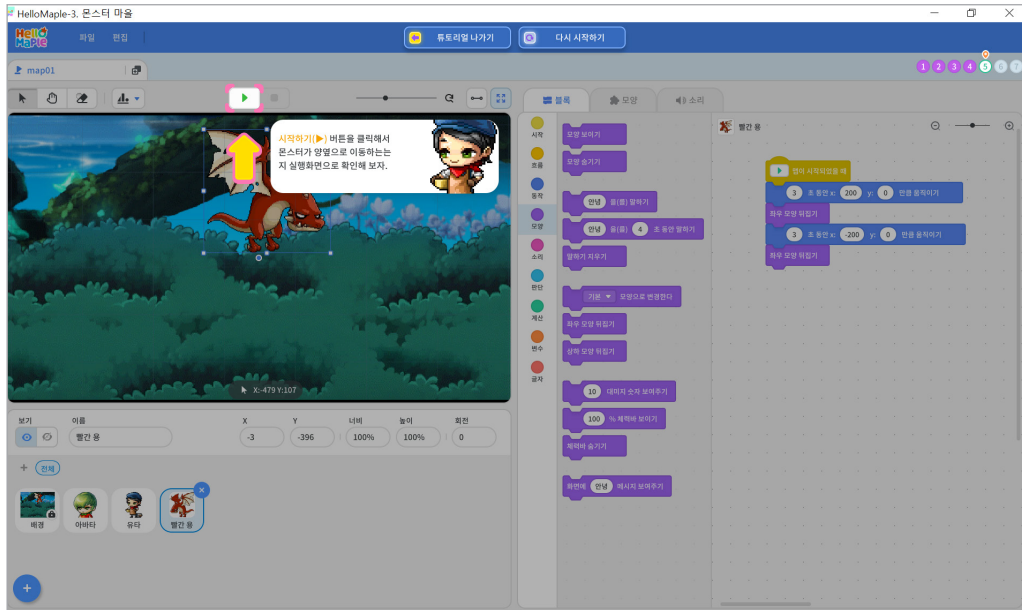 HelloMaple-3. 몬스터 마을
Hello Maple
파일 편집
튜토리얼 나가기
다시 시작하기
map01
1 2 3 4 5 6 7
블록 모양 소리
시작하기(▶) 버튼을 클릭해서
몬스터가 양옆으로 이동하는는
지 실행화면으로 확인해 보자.
X:-479 Y:107
보기 이름 X Y 너비 높이 회전
빨간 용 -3 -396 100% 100% 0
전체
배경 아바타 유타 빨간 용
시작
흐름
동작
모양
소리
판단
계산
변수
글자
모양 보이기
모양 숨기기
안녕 을(를) 말하기
안녕 을(를) 4 초 동안 말하기
말하기 지우기
기본 모양으로 변경한다
좌우 모양 뒤집기
상하 모양 뒤집기
10 대미지 숫자 보여주기
100 % 체력바 보이기
체력바 숨기기
화면에 안녕 메시지 보여주기
빨간 용
맵이 시작되었을 때
3 초 동안 x: 200 y: 0 만큼 움직이기
좌우 모양 뒤집기
3 초 동안 x: -200 y: 0 만큼 움직이기
좌우 모양 뒤집기